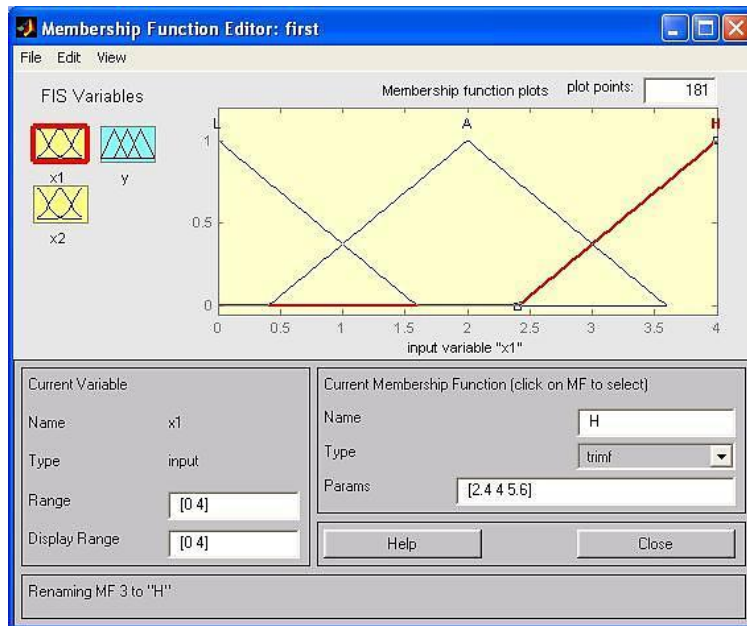 Membership Function Editor: first
File Edit View
FIS Variables
Membership function plots plot points: 181
x1 y
x2
L A H
1
0.5
0
0 0.5 1 1.5 2 2.5 3 3.5 4
input variable "x1"
Current Variable
Name x1
Type input
Range [0 4]
Display Range [0 4]
Current Membership Function (click on MF to select)
Name H
Type trimf
Params [2.4 4 5.6]
Help Close
Renaming MF 3 to "H"